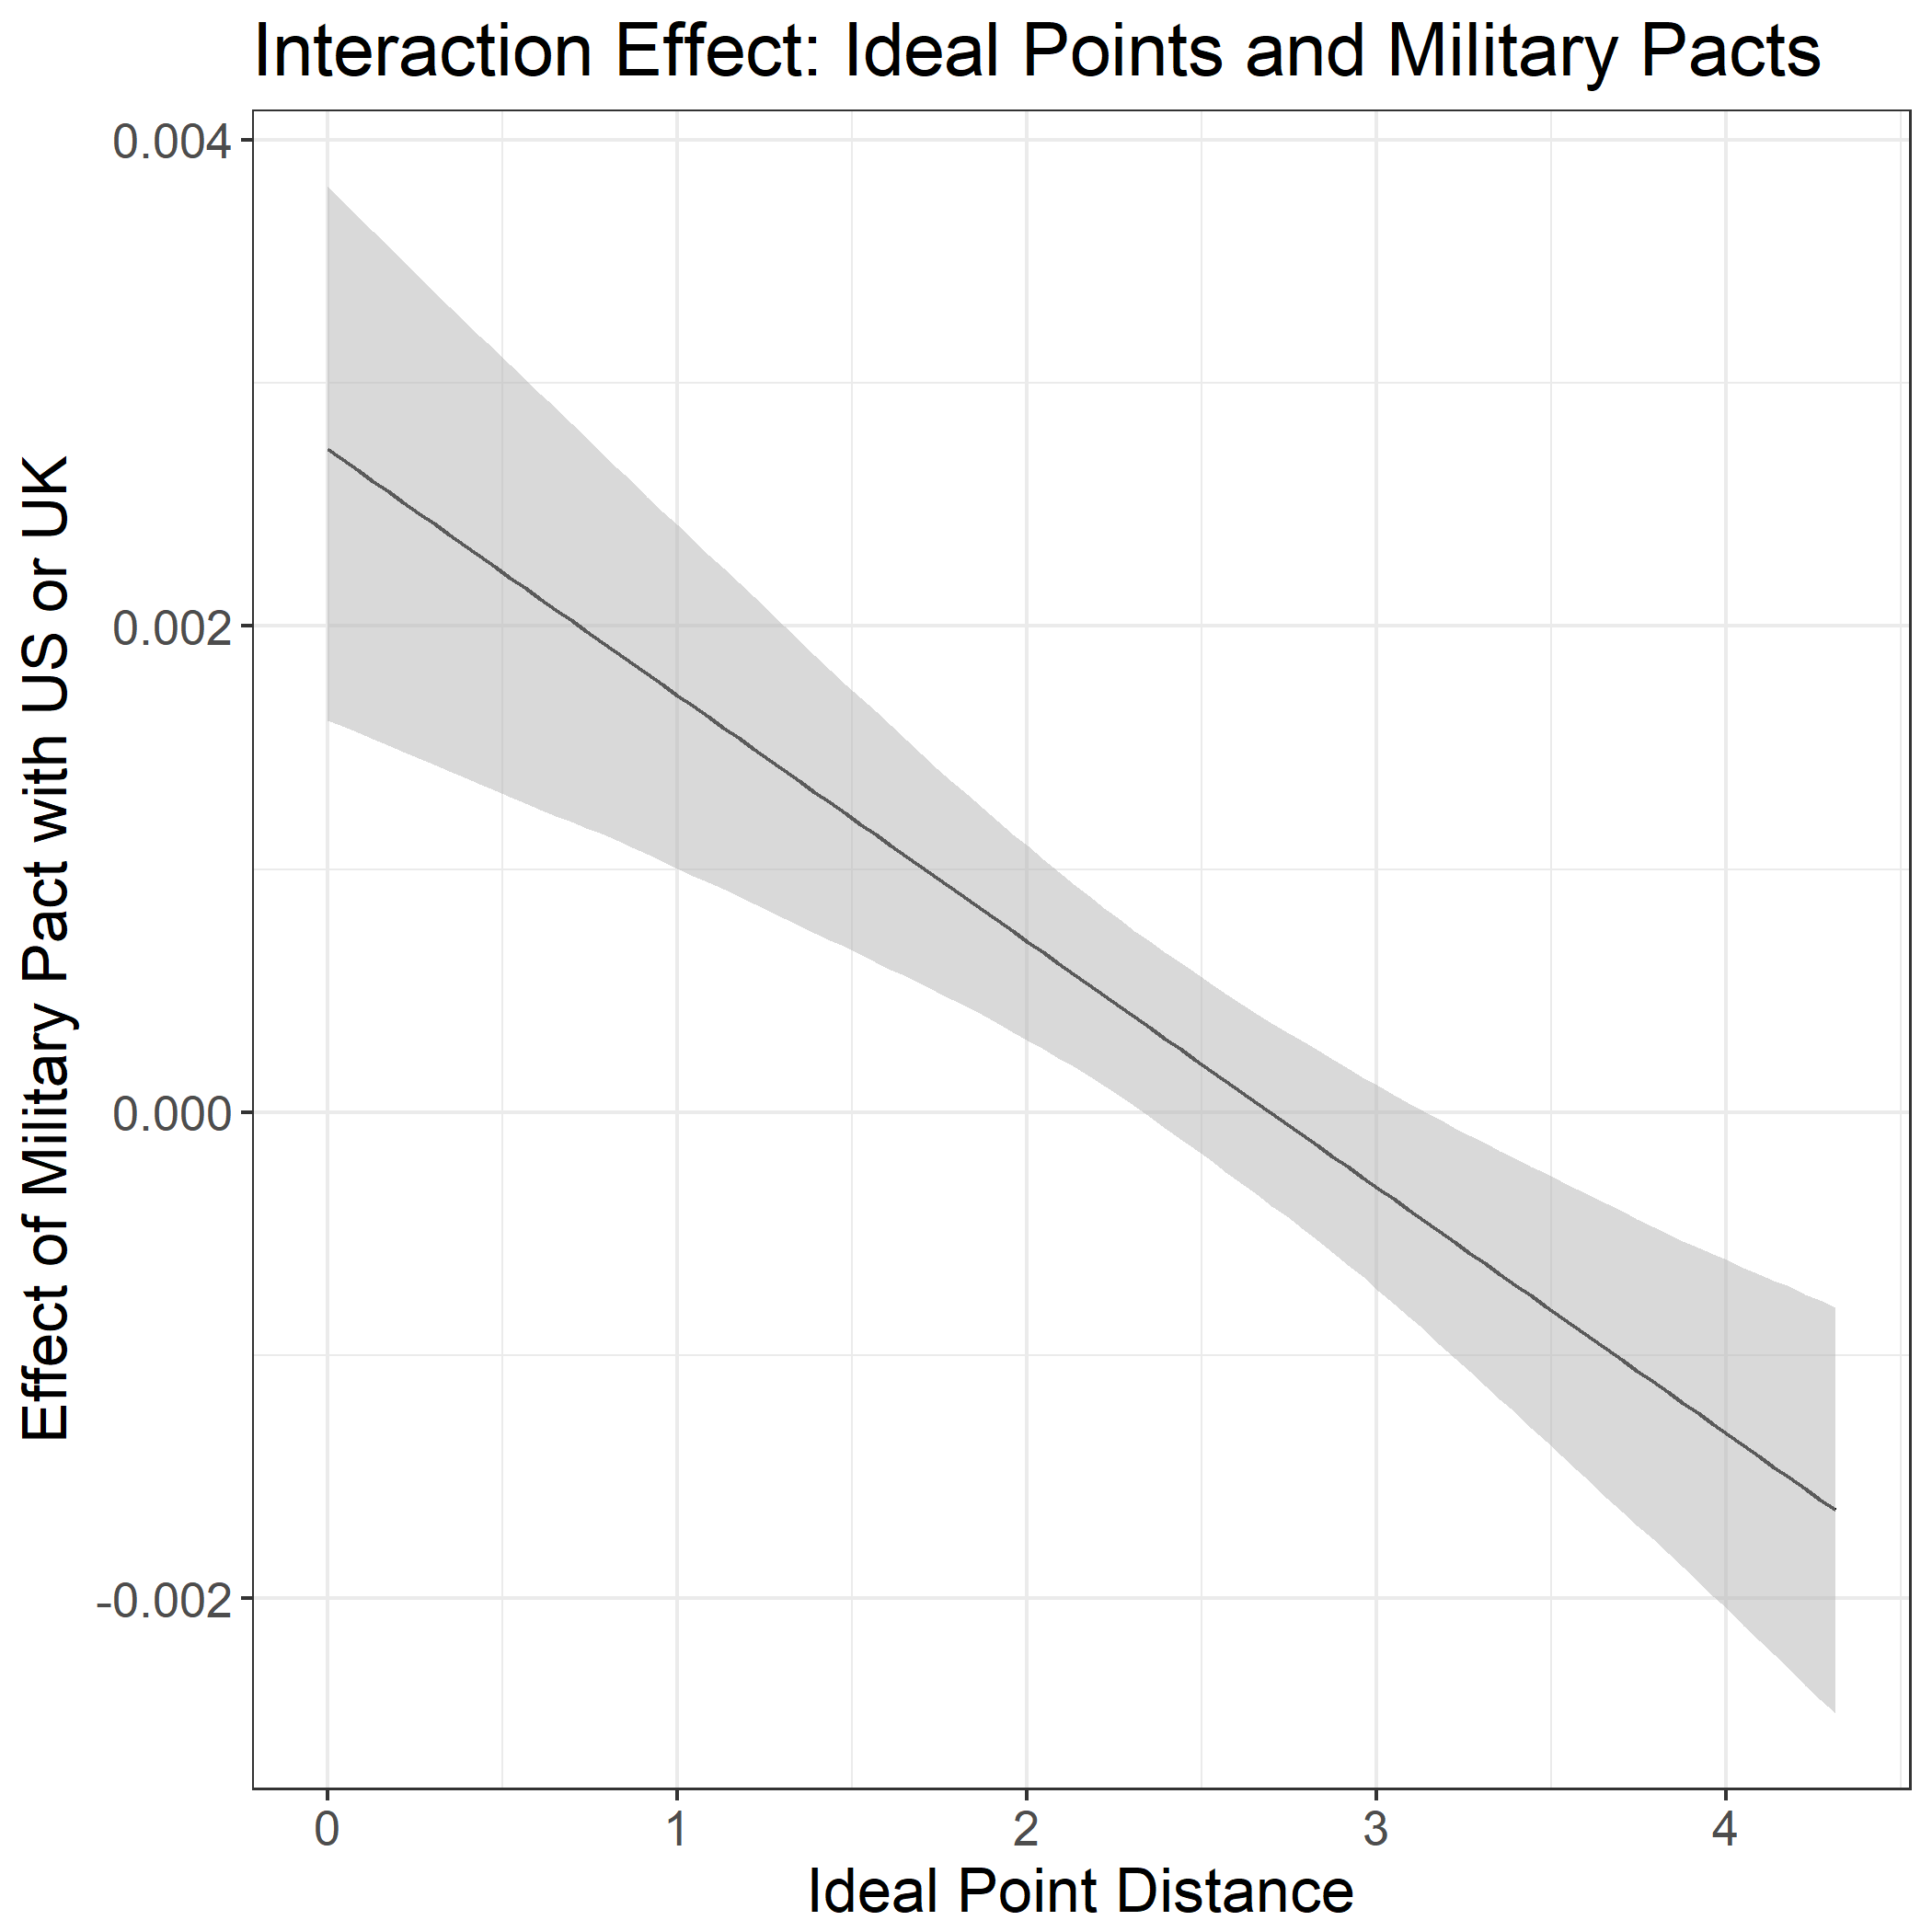 Interaction Effect: Ideal Points and Military Pacts
Effect of Military Pact with US or UK
0.004
0.002
0.000
-0.002
0 1 2 3 4
Ideal Point Distance